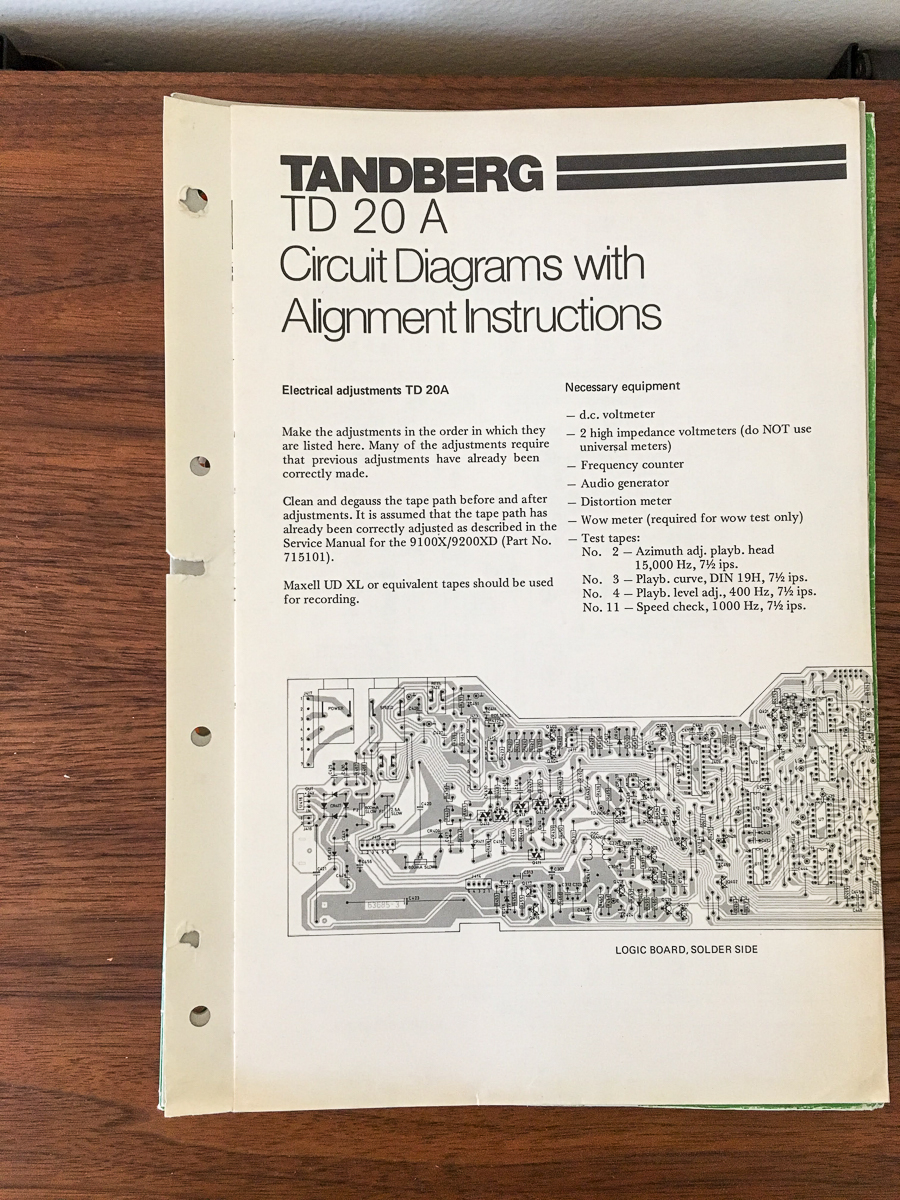 TANDBERG
TD 20 A
Circuit Diagrams with
Alignment Instructions
Electrical adjustments TD 20A
Make the adjustments in the order in which they
are listed here. Many of the adjustments require
that previous adjustments have already been
correctly made.
Clean and degauss the tape path before and after
adjustments. It is assumed that the tape path has
already been correctly adjusted as described in the
Service Manual for the 9100X/9200XD (Part No.
715101).
Maxell UD XL or equivalent tapes should be used
for recording.
Necessary equipment
— d.c. voltmeter
— 2 high impedance voltmeters (do NOT use
universal meters)
— Frequency counter
— Audio generator
— Distortion meter
— Wow meter (required for wow test only)
— Test tapes:
No. 2 — Azimuth adj. playb. head
15,000 Hz, 7½ ips.
No. 3 — Playb. curve, DIN 19H, 7½ ips.
No. 4 — Playb. level adj., 400 Hz, 7½ ips.
No. 11 — Speed check, 1000 Hz, 7½ ips.
POWER
SPEED
63085-3
LOGIC BOARD, SOLDER SIDE